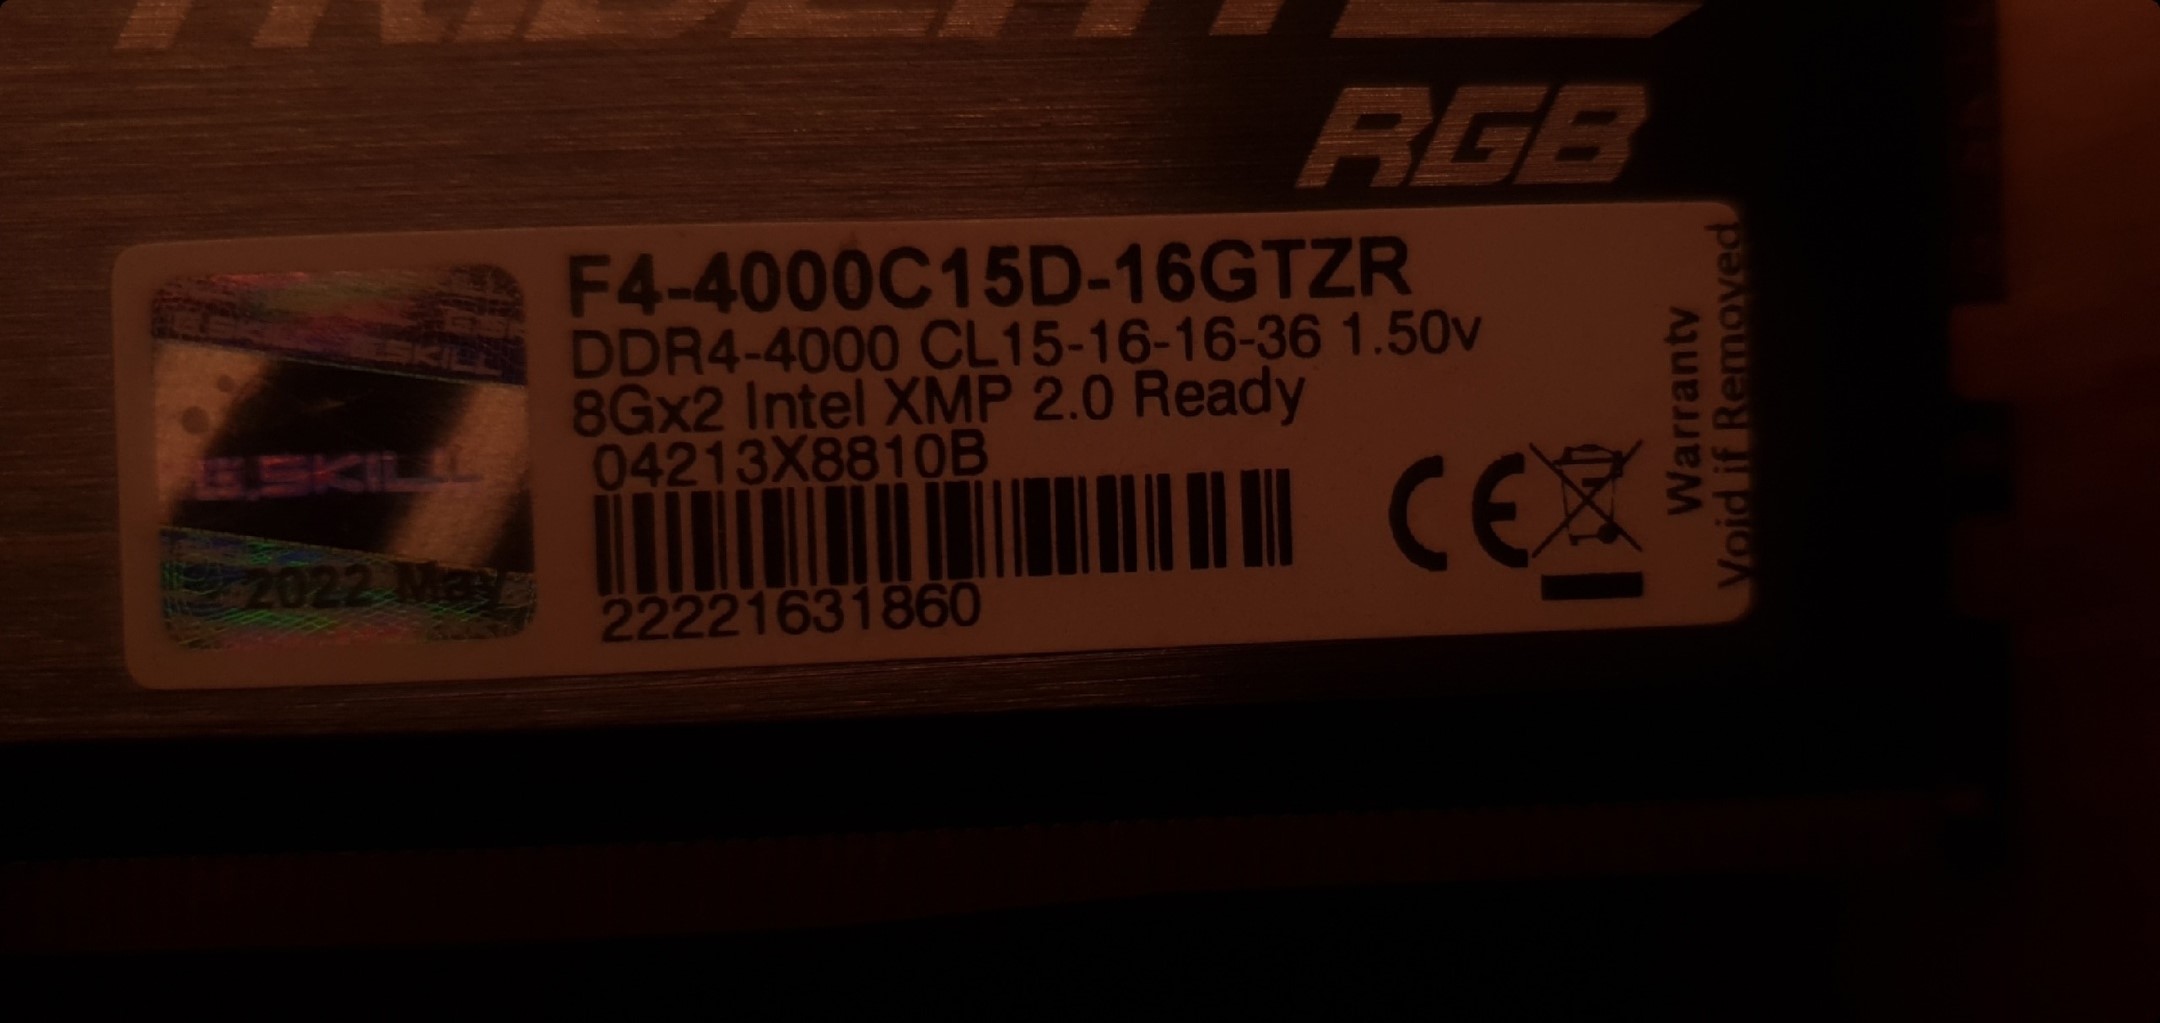 RGB
F4-4000C15D-16GTZR
DDR4-4000 CL15-16-16-36 1.50v
8Gx2 Intel XMP 2.0 Ready
04213X8810B
22221631860
G.SKILL
2022 May
CE
Warranty
Void if Removed